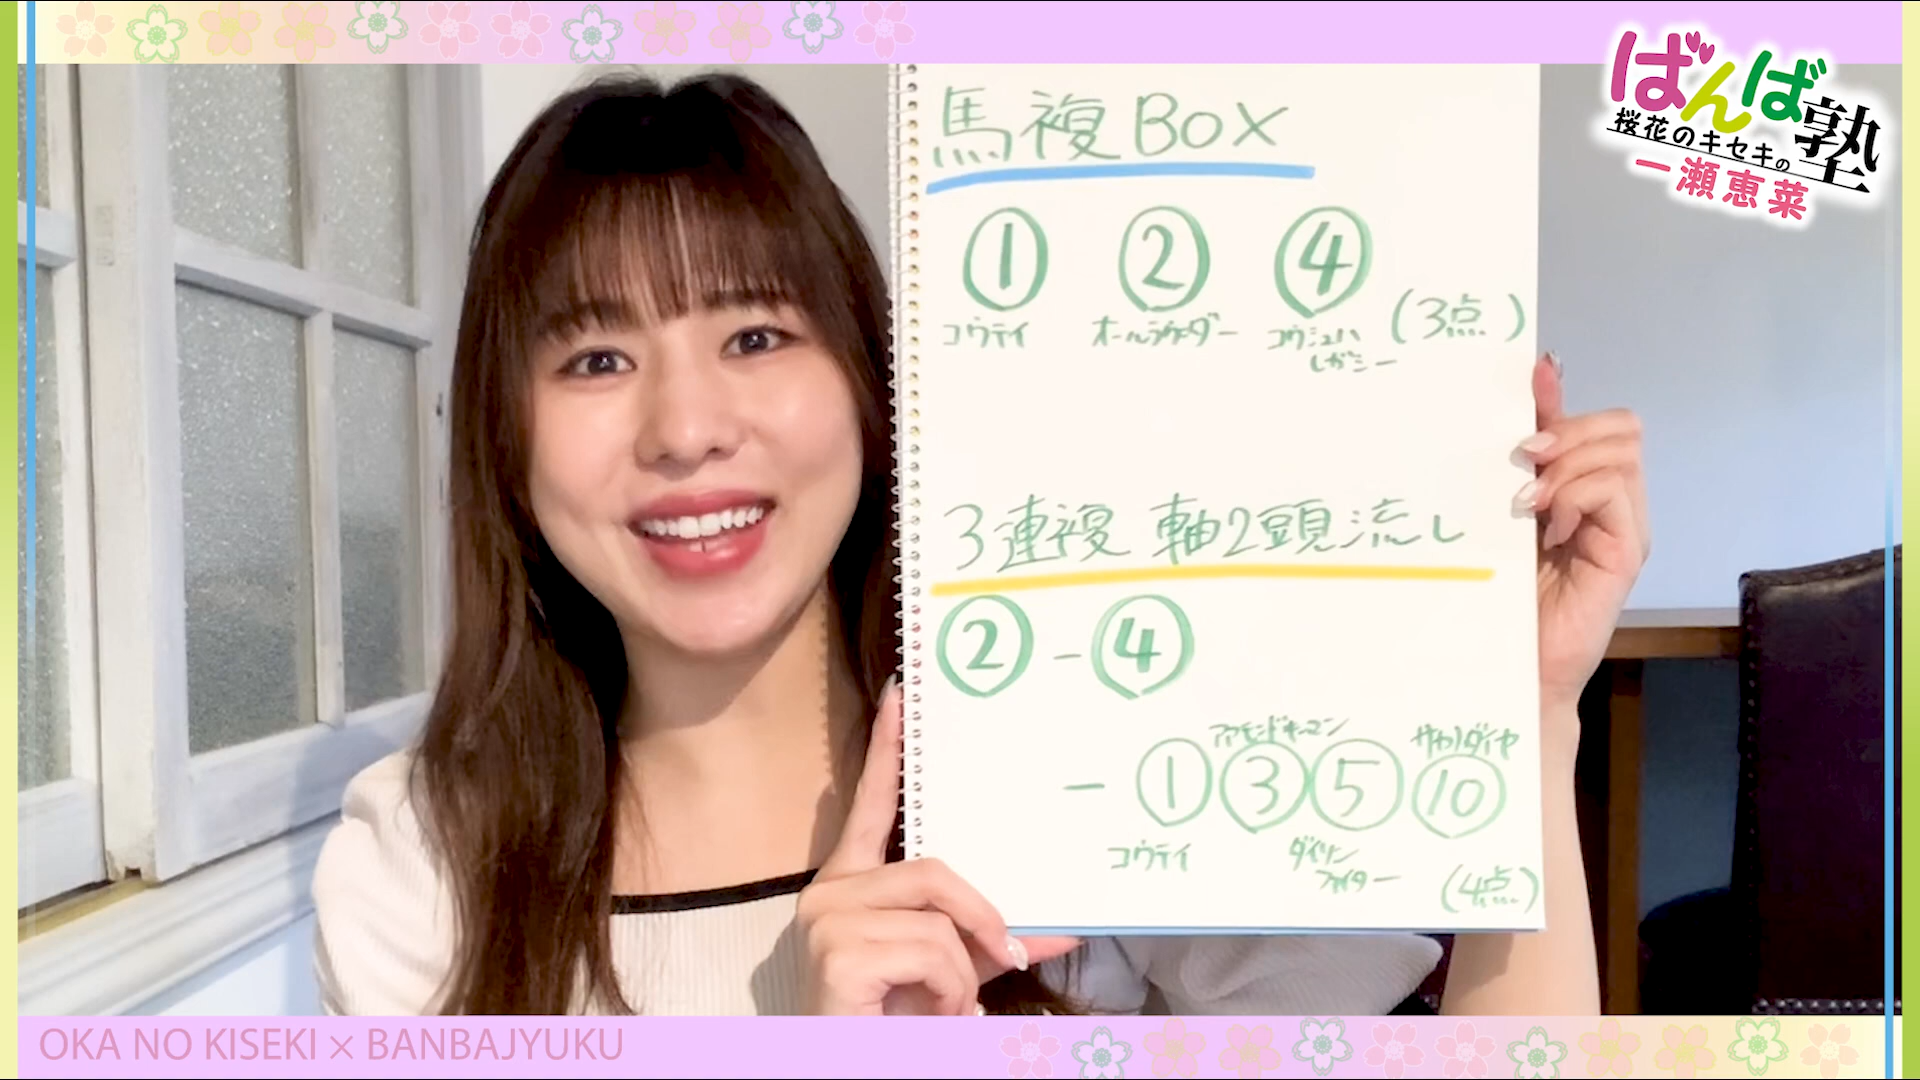 ばんば塾
桜花のキセキの
一瀬恵菜
馬複BOX
① ② ④
コウテイ オールラウンダー コウシュハ
レガシー
(3点)
3連複 軸2頭流し
② - ④
アアモンドキーマン サカノダイヤ
- ① ③ ⑤ ⑩
コウテイ ダイリン
ファイター
(4点)
OKA NO KISEKI × BANBAJYUKU